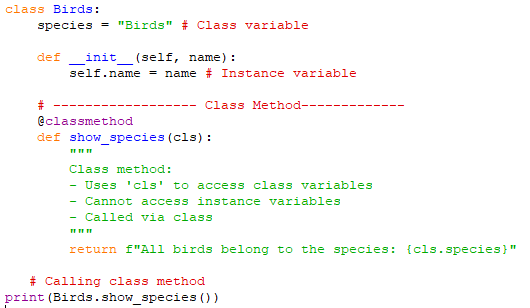 class Birds:
    species = "Birds" # Class variable

    def __init__(self, name):
        self.name = name # Instance variable

    # ------------------ Class Method-------------
    @classmethod
    def show_species(cls):
        """
        Class method:
        - Uses 'cls' to access class variables
        - Cannot access instance variables
        - Called via class
        """
        return f"All birds belong to the species: {cls.species}"

   # Calling class method
print(Birds.show_species())